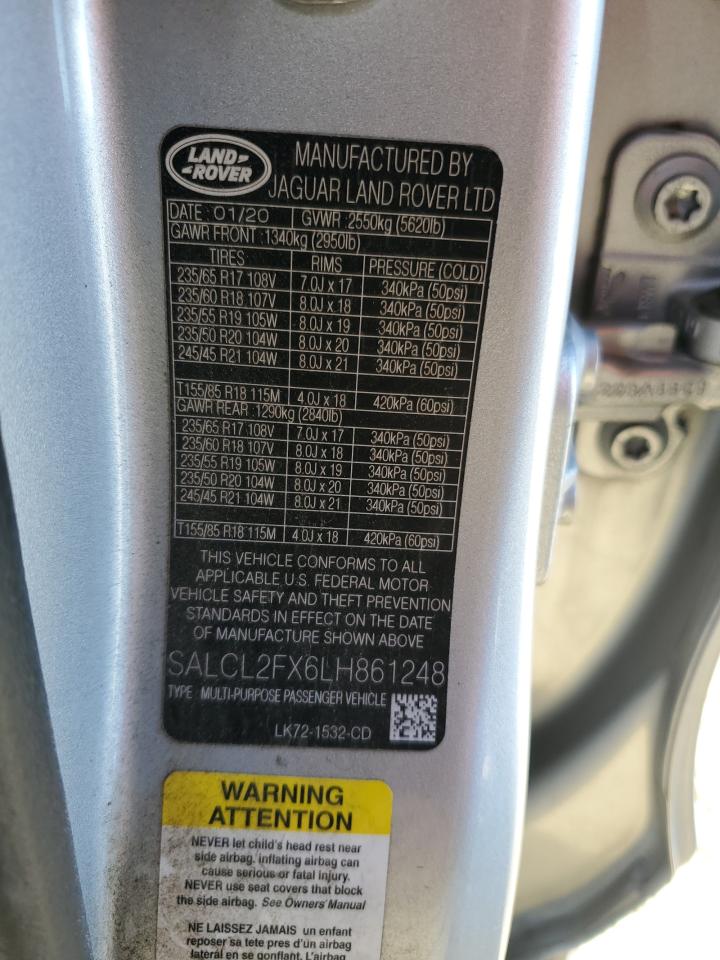 LAND-
-ROVER
MANUFACTURED BY
JAGUAR LAND ROVER LTD
DATE: 01/20 GVWR :2550kg (5620lb)
GAWR FRONT :1340kg (2950lb)
TIRES RIMS PRESSURE (COLD)
235/65 R17 108V 7.0J x 17 340kPa (50psi)
235/60 R18 107V 8.0J x 18 340kPa (50psi)
235/55 R19 105W 8.0J x 19 340kPa (50psi)
235/50 R20 104W 8.0J x 20 340kPa (50psi)
245/45 R21 104W 8.0J x 21 340kPa (50psi)
T155/85 R18 115M 4.0J x 18 420kPa (60psi)
GAWR REAR :1290kg (2840lb)
235/65 R17 108V 7.0J x 17 340kPa (50psi)
235/60 R18 107V 8.0J x 18 340kPa (50psi)
235/55 R19 105W 8.0J x 19 340kPa (50psi)
235/50 R20 104W 8.0J x 20 340kPa (50psi)
245/45 R21 104W 8.0J x 21 340kPa (50psi)
T155/85 R18 115M 4.0J x 18 420kPa (60psi)
THIS VEHICLE CONFORMS TO ALL
APPLICABLE U.S. FEDERAL MOTOR
VEHICLE SAFETY AND THEFT PREVENTION
STANDARDS IN EFFECT ON THE DATE
OF MANUFACTURE SHOWN ABOVE
SALCL2FX6LH861248
TYPE: MULTI-PURPOSE PASSENGER VEHICLE
LK72-1532-CD
WARNING
ATTENTION
NEVER let child's head rest near
side airbag. inflating airbag can
cause serious or fatal injury.
NEVER use seat covers that block
the side airbag. See Owners Manual
NE LAISSEZ JAMAIS un enfant
reposer sa tete pres d'un airbag
lateral en se gonflant. L'airbag